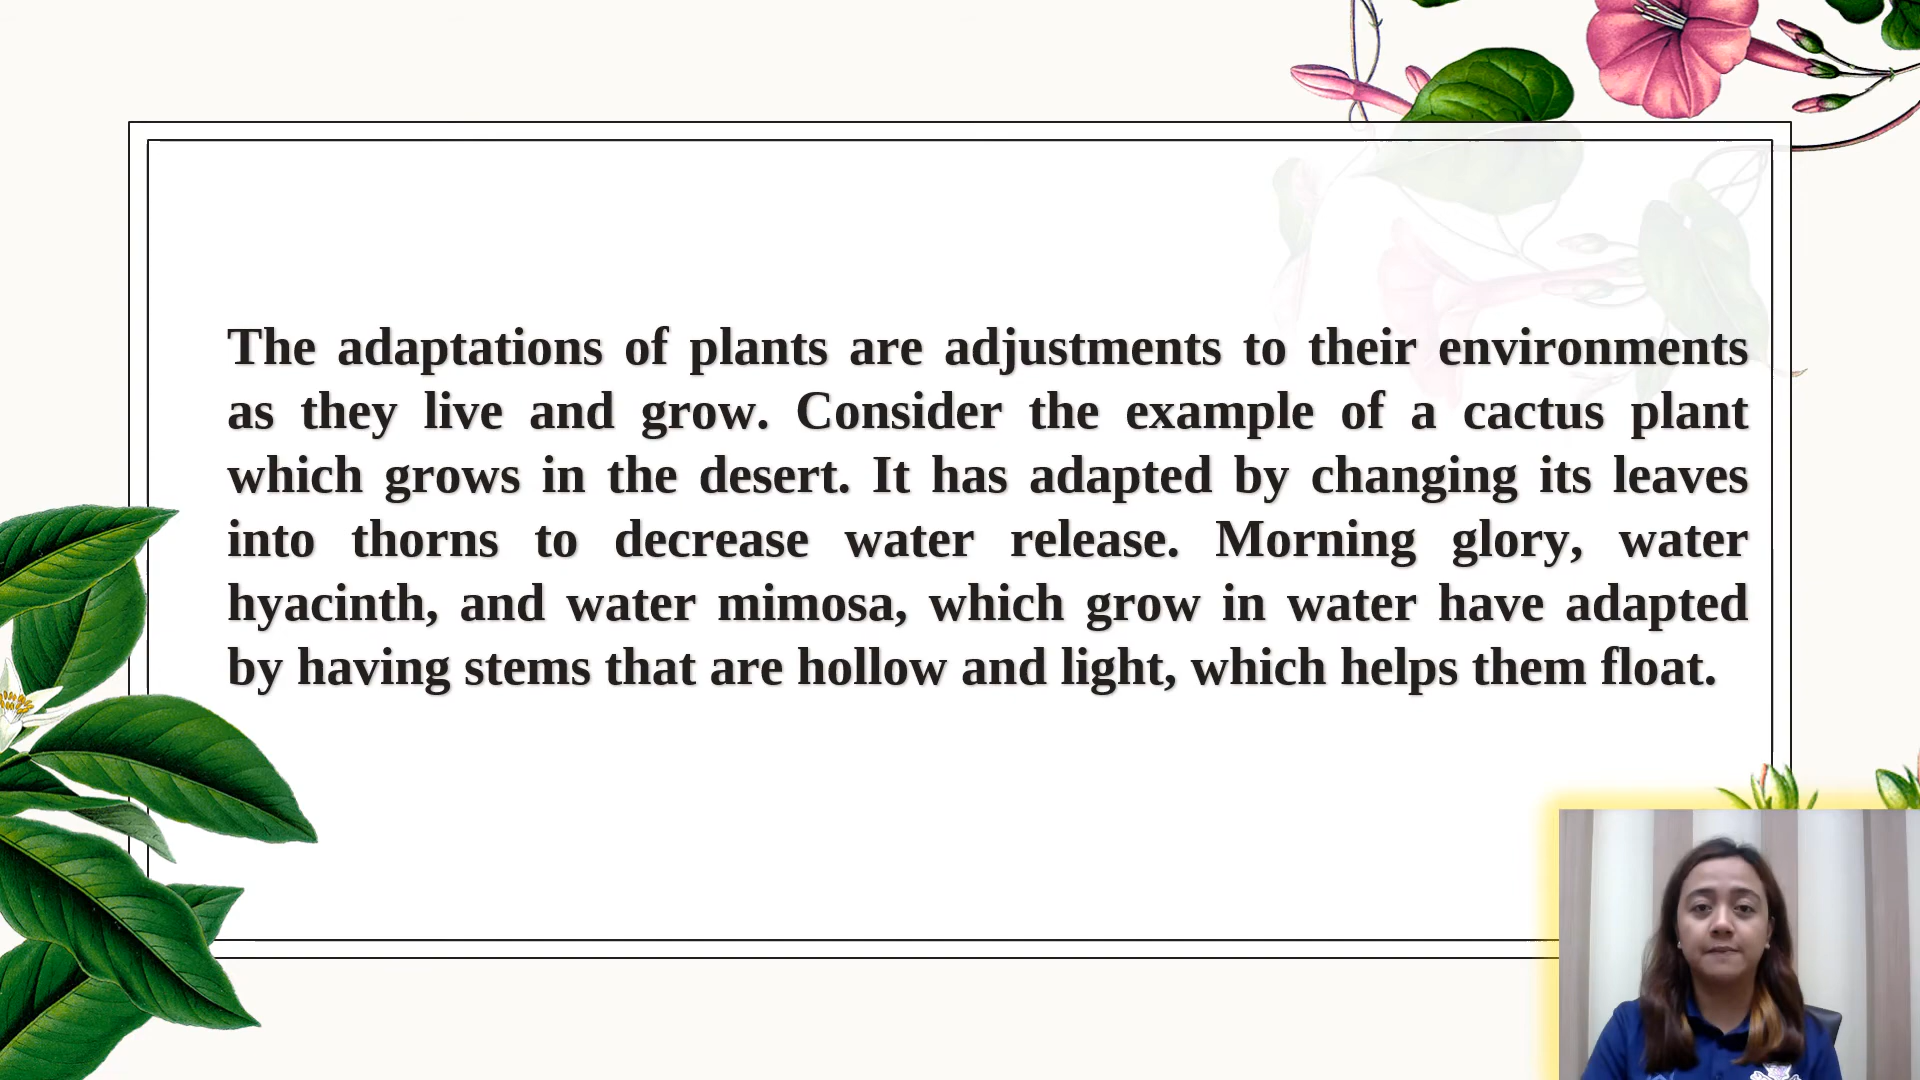 The adaptations of plants are adjustments to their environments
as they live and grow. Consider the example of a cactus plant
which grows in the desert. It has adapted by changing its leaves
into thorns to decrease water release. Morning glory, water
hyacinth, and water mimosa, which grow in water have adapted
by having stems that are hollow and light, which helps them float.